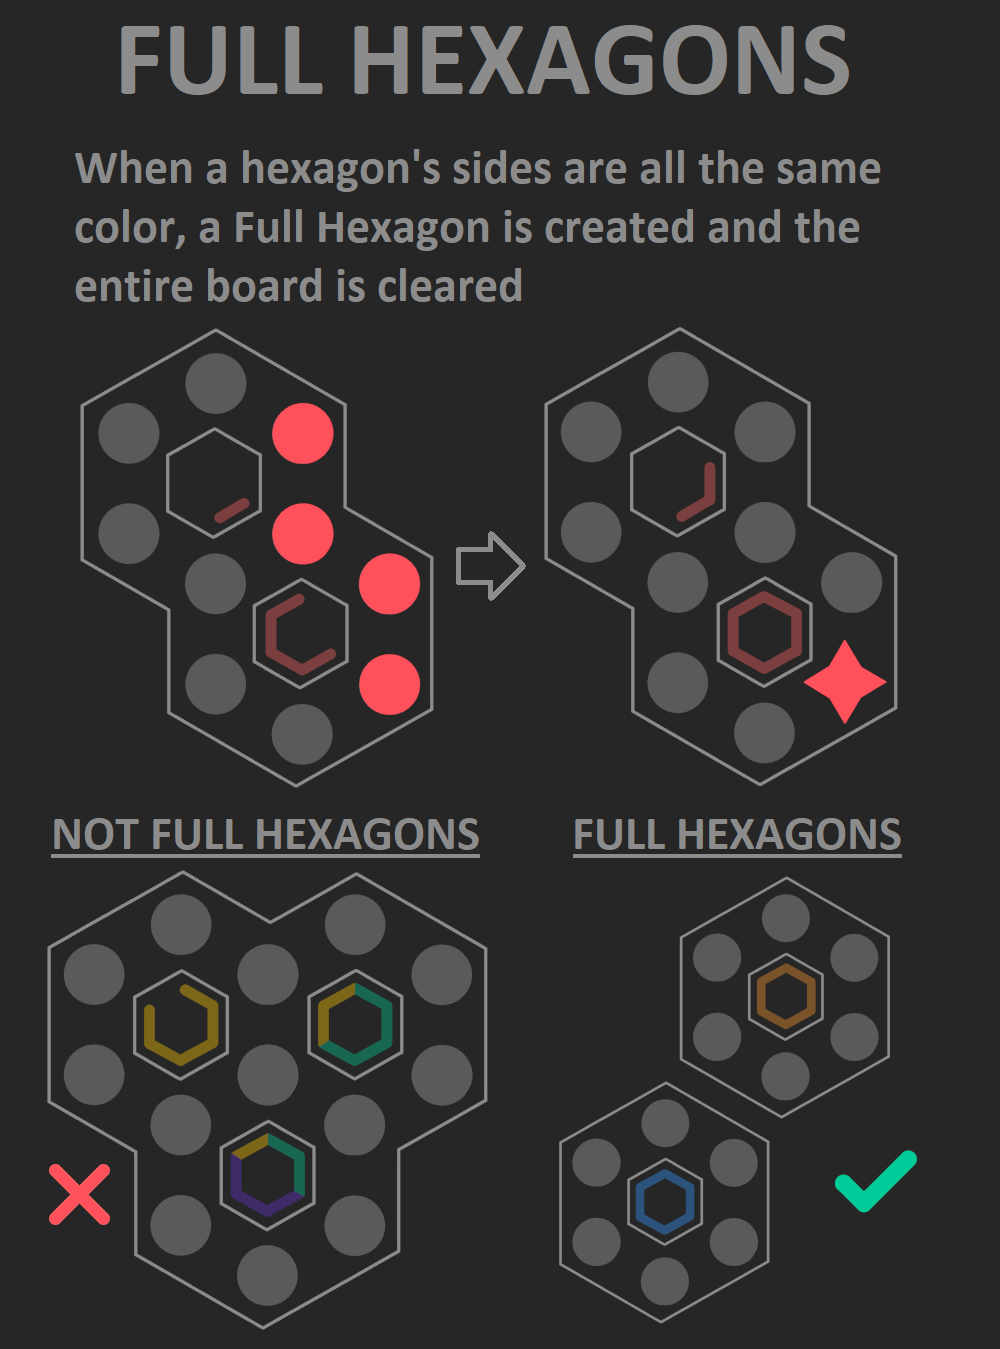 FULL HEXAGONS
When a hexagon's sides are all the same
color, a Full Hexagon is created and the
entire board is cleared
NOT FULL HEXAGONS
FULL HEXAGONS